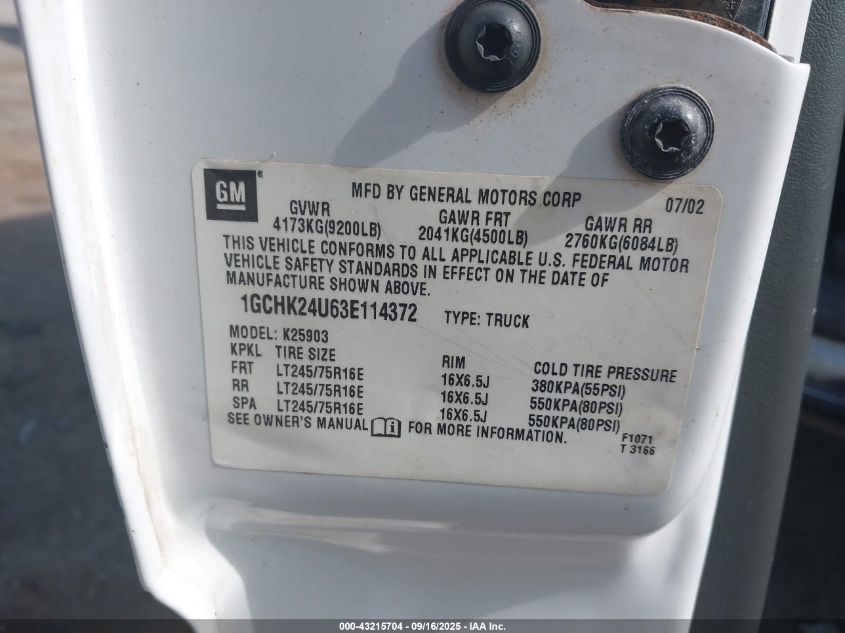 GM
MFD BY GENERAL MOTORS CORP 07/02
GVWR GAWR FRT GAWR RR
4173KG(9200LB) 2041KG(4500LB) 2760KG(6084LB)
THIS VEHICLE CONFORMS TO ALL APPLICABLE U.S. FEDERAL MOTOR
VEHICLE SAFETY STANDARDS IN EFFECT ON THE DATE OF
MANUFACTURE SHOWN ABOVE.
1GCHK24U63E114372 TYPE: TRUCK
MODEL: K25903
KPKL TIRE SIZE RIM COLD TIRE PRESSURE
FRT LT245/75R16E 16X6.5J 380KPA(55PSI)
RR LT245/75R16E 16X6.5J 550KPA(80PSI)
SPA LT245/75R16E 16X6.5J 550KPA(80PSI)
SEE OWNER'S MANUAL i FOR MORE INFORMATION.
F1071
T 3166
000-43215704 - 09/16/2025 - IAA Inc.